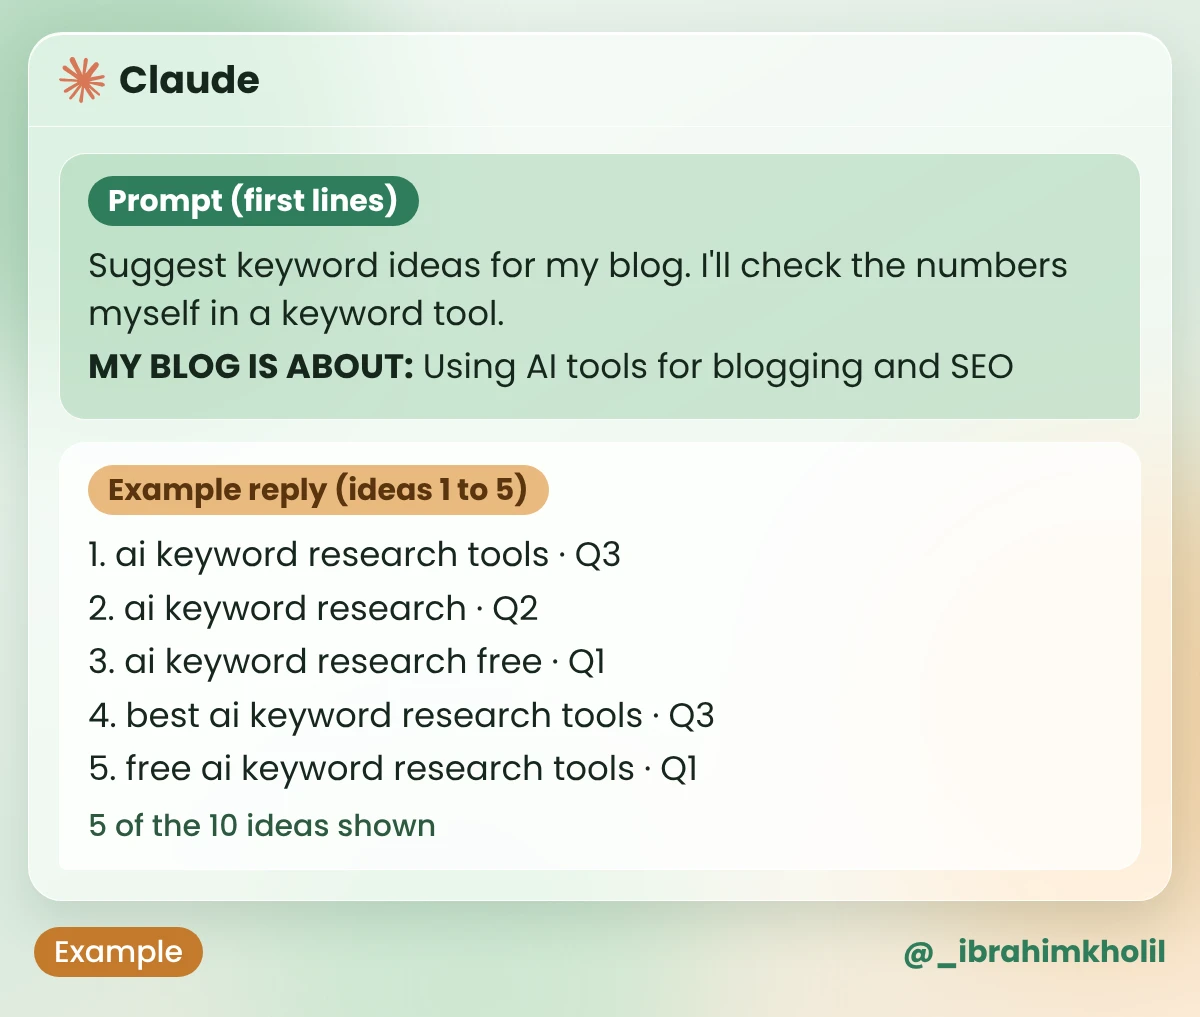 Claude
Prompt (first lines)
Suggest keyword ideas for my blog. I'll check the numbers
myself in a keyword tool.
MY BLOG IS ABOUT: Using AI tools for blogging and SEO
Example reply (ideas 1 to 5)
1. ai keyword research tools · Q3
2. ai keyword research · Q2
3. ai keyword research free · Q1
4. best ai keyword research tools · Q3
5. free ai keyword research tools · Q1
5 of the 10 ideas shown
Example
@_ibrahimkholil